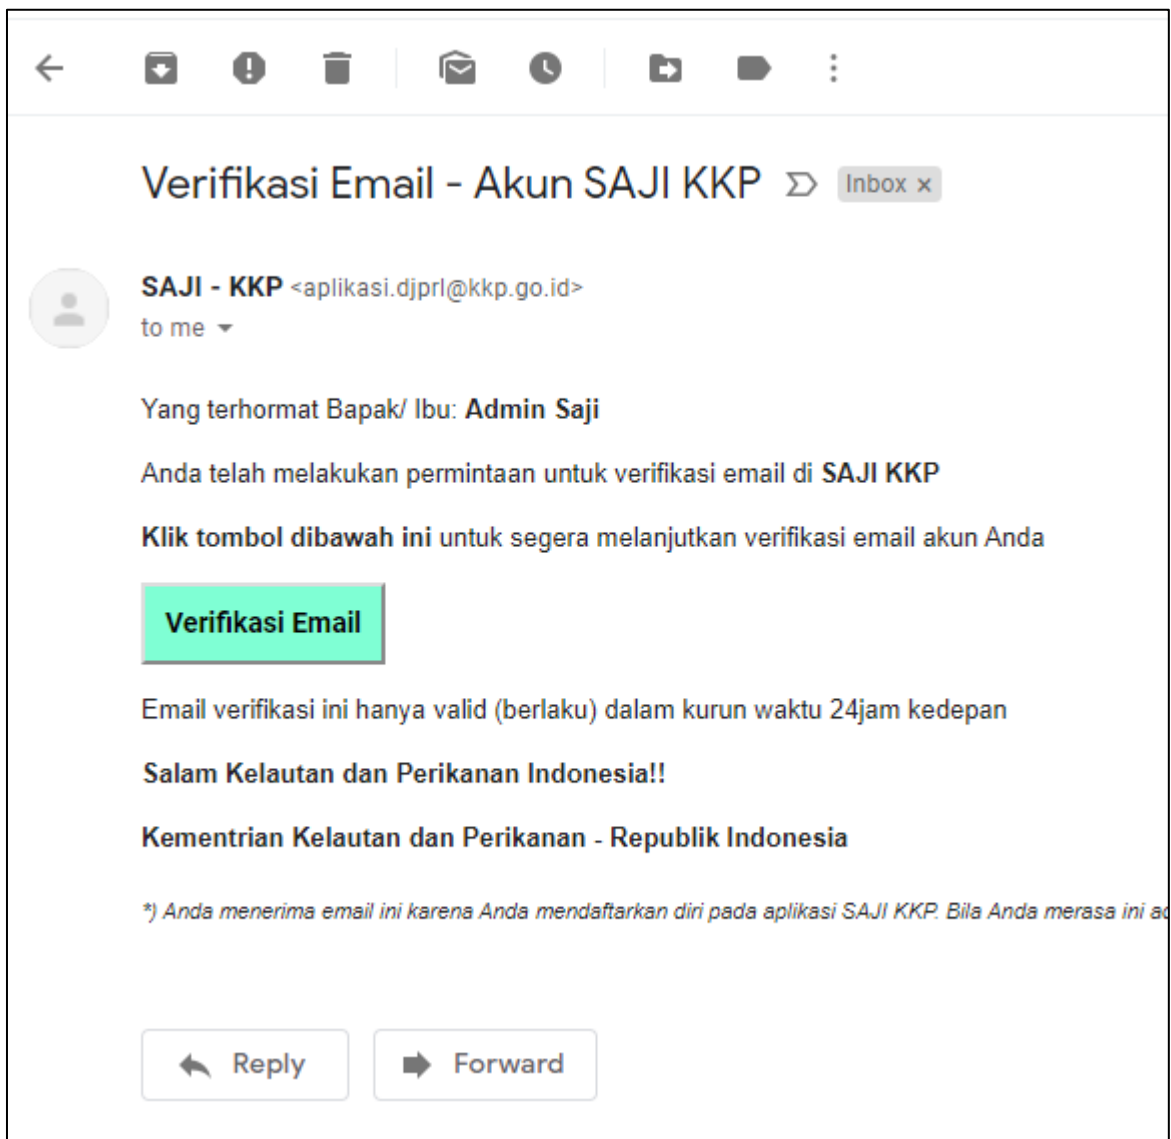 Verifikasi Email - Akun SAJI KKP Inbox x
SAJI - KKP <aplikasi.djprl@kkp.go.id>
to me
Yang terhormat Bapak/ Ibu: Admin Saji
Anda telah melakukan permintaan untuk verifikasi email di SAJI KKP
Klik tombol dibawah ini untuk segera melanjutkan verifikasi email akun Anda
Verifikasi Email
Email verifikasi ini hanya valid (berlaku) dalam kurun waktu 24jam kedepan
Salam Kelautan dan Perikanan Indonesia!!
Kementrian Kelautan dan Perikanan - Republik Indonesia
*) Anda menerima email ini karena Anda mendaftarkan diri pada aplikasi SAJI KKP. Bila Anda merasa ini
Reply
Forward